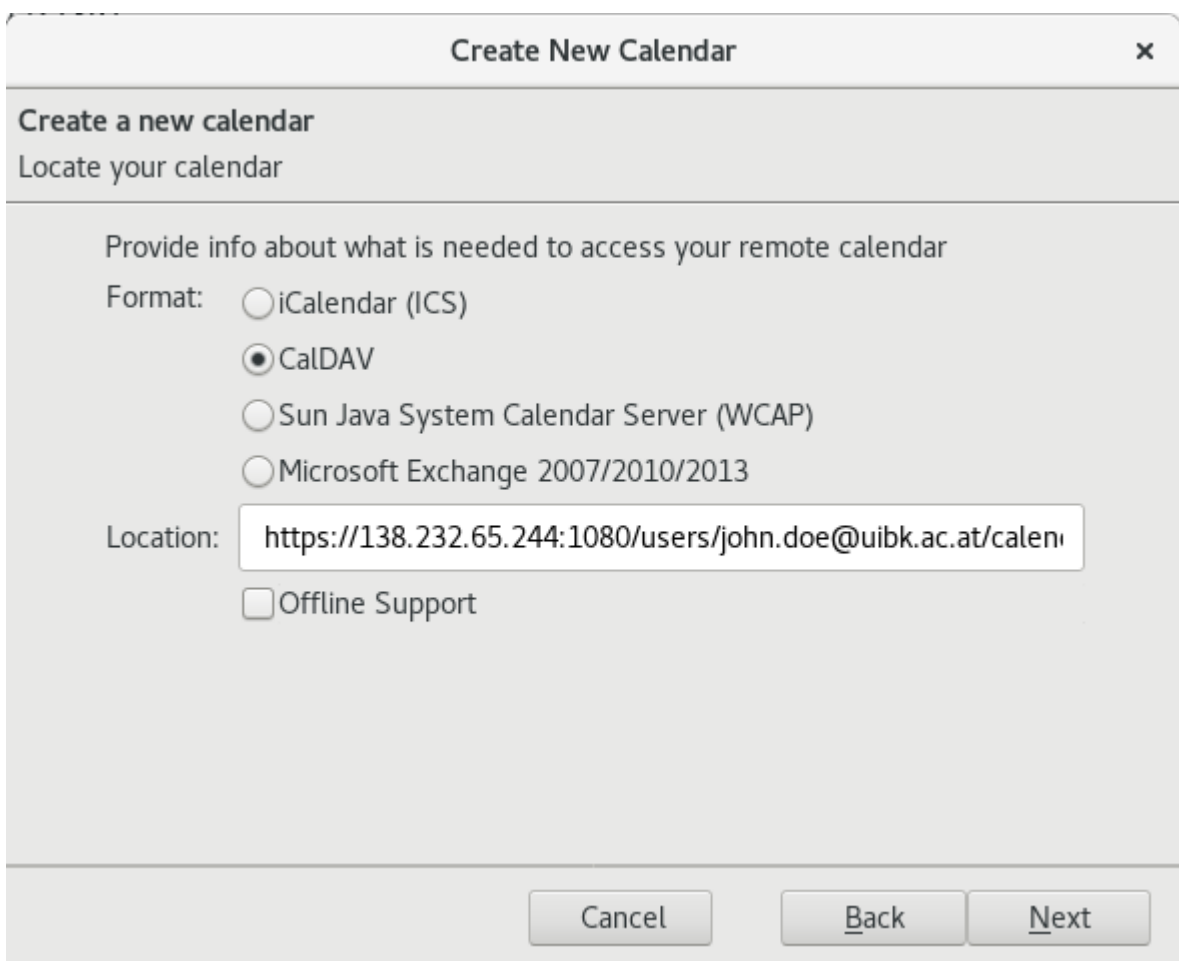 Create New Calendar
Create a new calendar
Locate your calendar
Provide info about what is needed to access your remote calendar
Format: iCalendar (ICS)
CalDAV
Sun Java System Calendar Server (WCAP)
Microsoft Exchange 2007/2010/2013
Location: https://138.232.65.244:1080/users/john.doe@uibk.ac.at/calen
Offline Support
Cancel Back Next